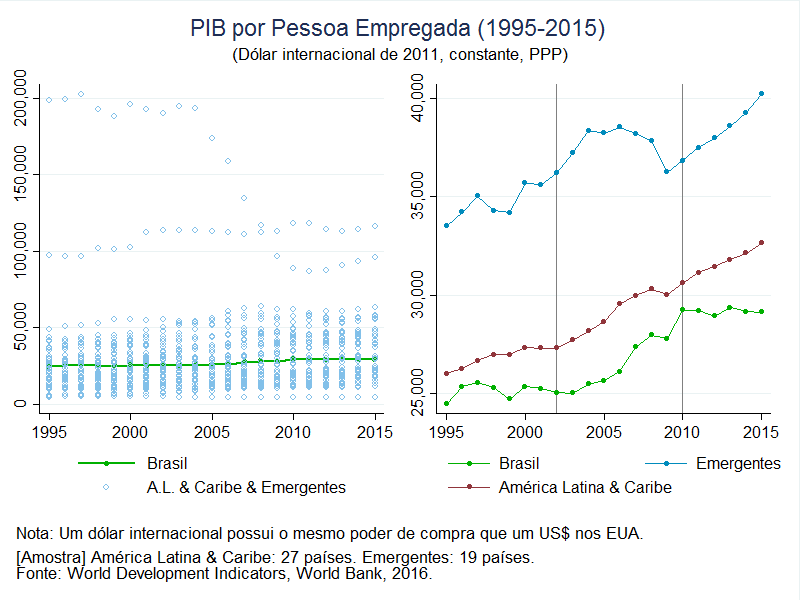 PIB por Pessoa Empregada (1995-2015)
(Dólar internacional de 2011, constante, PPP)
200,000
150,000
100,000
50,000
0
1995 2000 2005 2010 2015
Brasil
A.L. & Caribe & Emergentes
40,000
35,000
30,000
25,000
1995 2000 2005 2010 2015
Brasil Emergentes
América Latina & Caribe
Nota: Um dólar internacional possui o mesmo poder de compra que um US$ nos EUA.
[Amostra] América Latina & Caribe: 27 países. Emergentes: 19 países.
Fonte: World Development Indicators, World Bank, 2016.